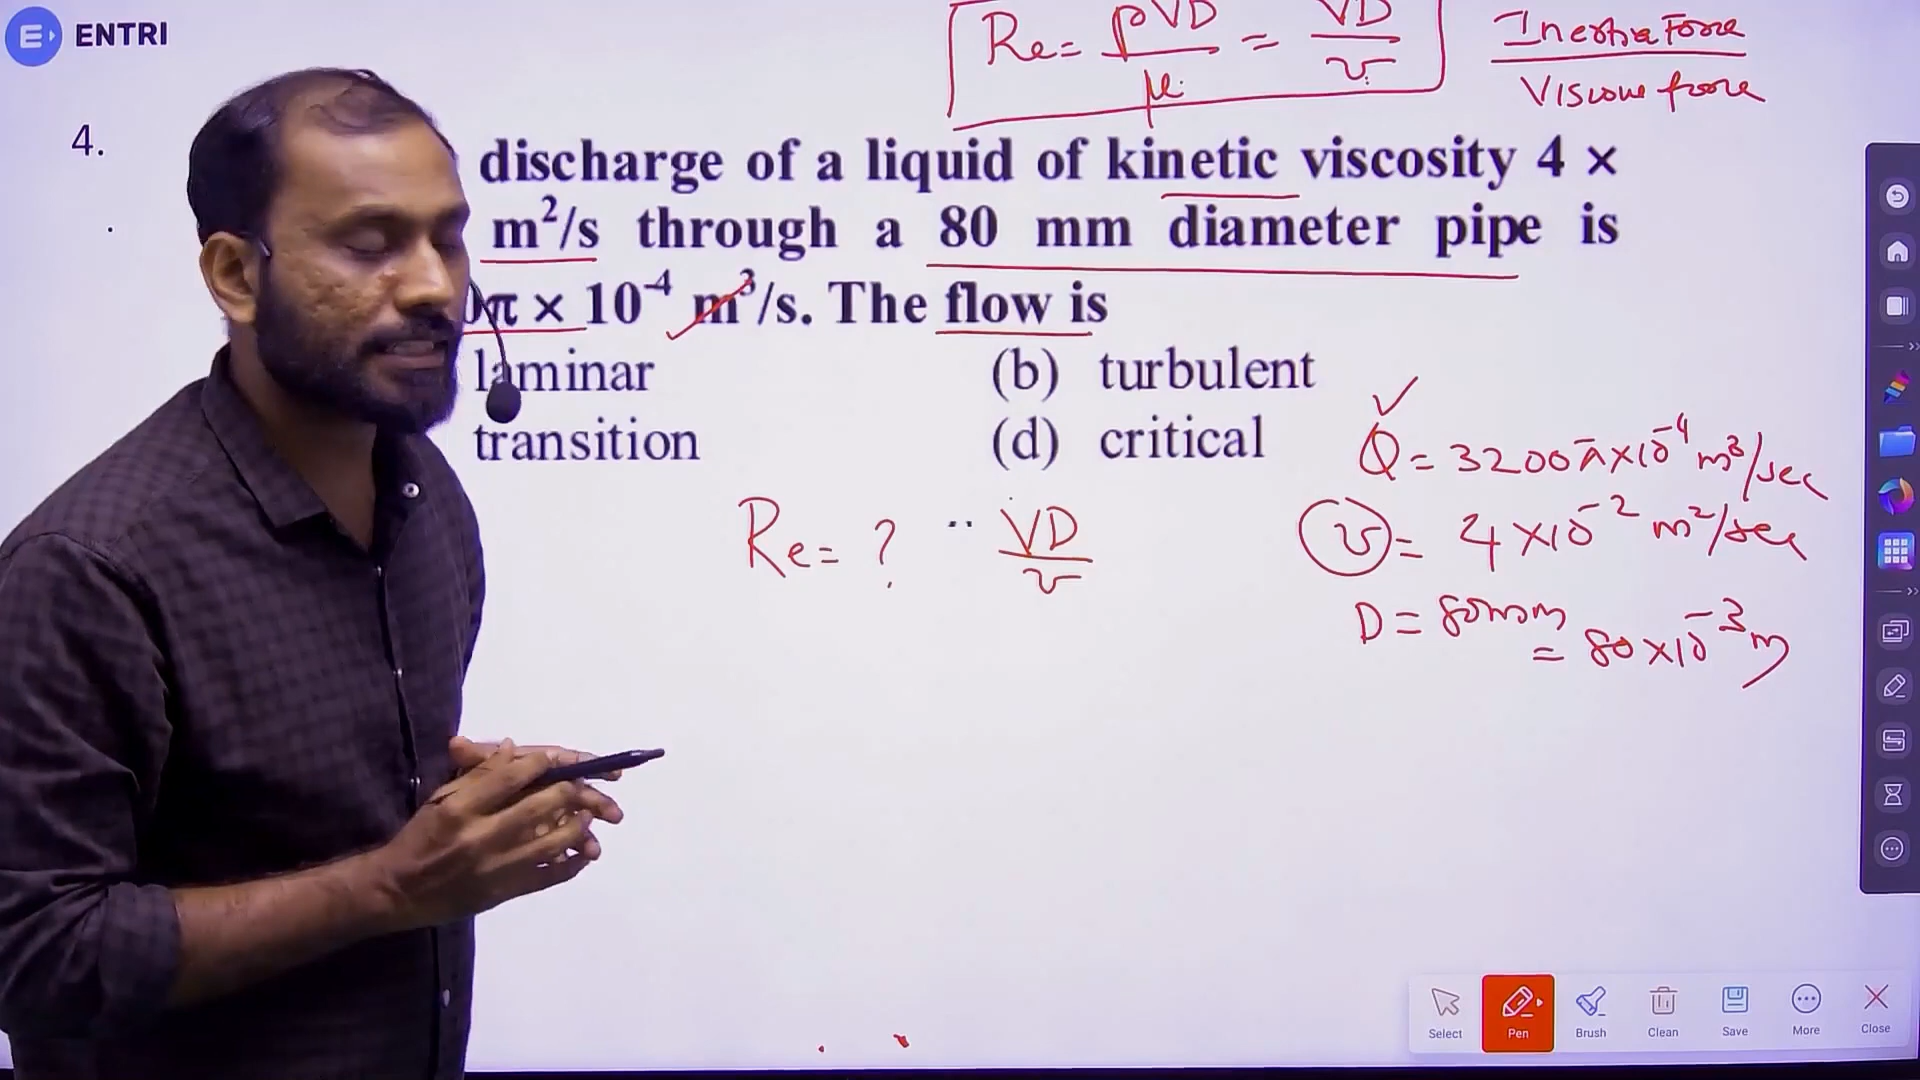 ENTRI
Re = ρVD/μ = VD/ν
Inertia Force
Viscous force
4.
discharge of a liquid of kinetic viscosity 4 ×
m²/s through a 80 mm diameter pipe is
π × 10⁻⁴ m³/s. The flow is
laminar (b) turbulent
transition (d) critical
Q = 3200π×10⁻⁴ m³/sec
Re = ? VD/ν
ν = 4×10⁻² m²/sec
D = 80mm
= 80×10⁻³m
Select Pen Brush Clean Save More Close